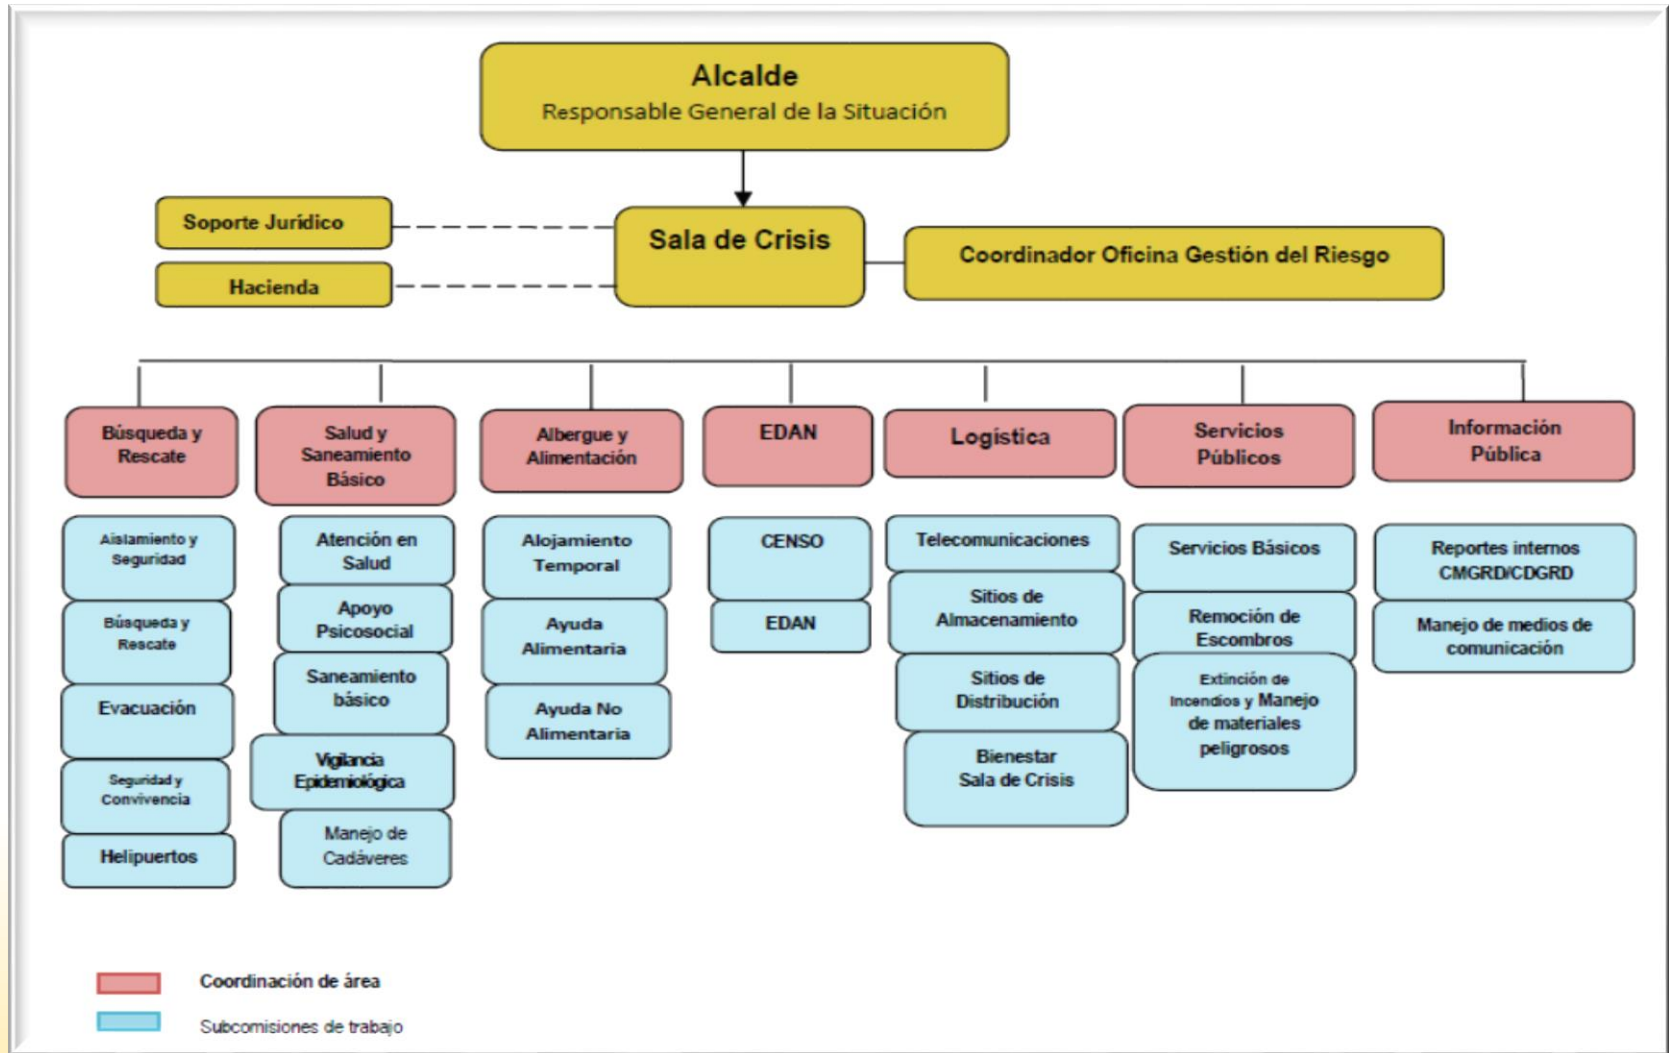 Alcalde
Responsable General de la Situación
Soporte Jurídico
Hacienda
Sala de Crisis
Coordinador Oficina Gestión del Riesgo
Búsqueda y
Rescate
Aislamiento y
Seguridad
Búsqueda y
Rescate
Evacuación
Seguridad y
Convivencia
Helipuertos
Salud y
Saneamiento
Básico
Atención en
Salud
Apoyo
Psicosocial
Saneamiento
básico
Vigilancia
Epidemiológica
Manejo de
Cadáveres
Albergue y
Alimentación
Alojamiento
Temporal
Ayuda
Alimentaria
Ayuda No
Alimentaria
EDAN
CENSO
EDAN
Logística
Telecomunicaciones
Sitios de
Almacenamiento
Sitios de
Distribución
Bienestar
Sala de Crisis
Servicios
Públicos
Servicios Básicos
Remoción de
Escombros
Extinción de
Incendios y Manejo
de materiales
peligrosos
Información
Pública
Reportes internos
CMGRD/CDGRD
Manejo de medios de
comunicación
Coordinación de área
Subcomisiones de trabajo